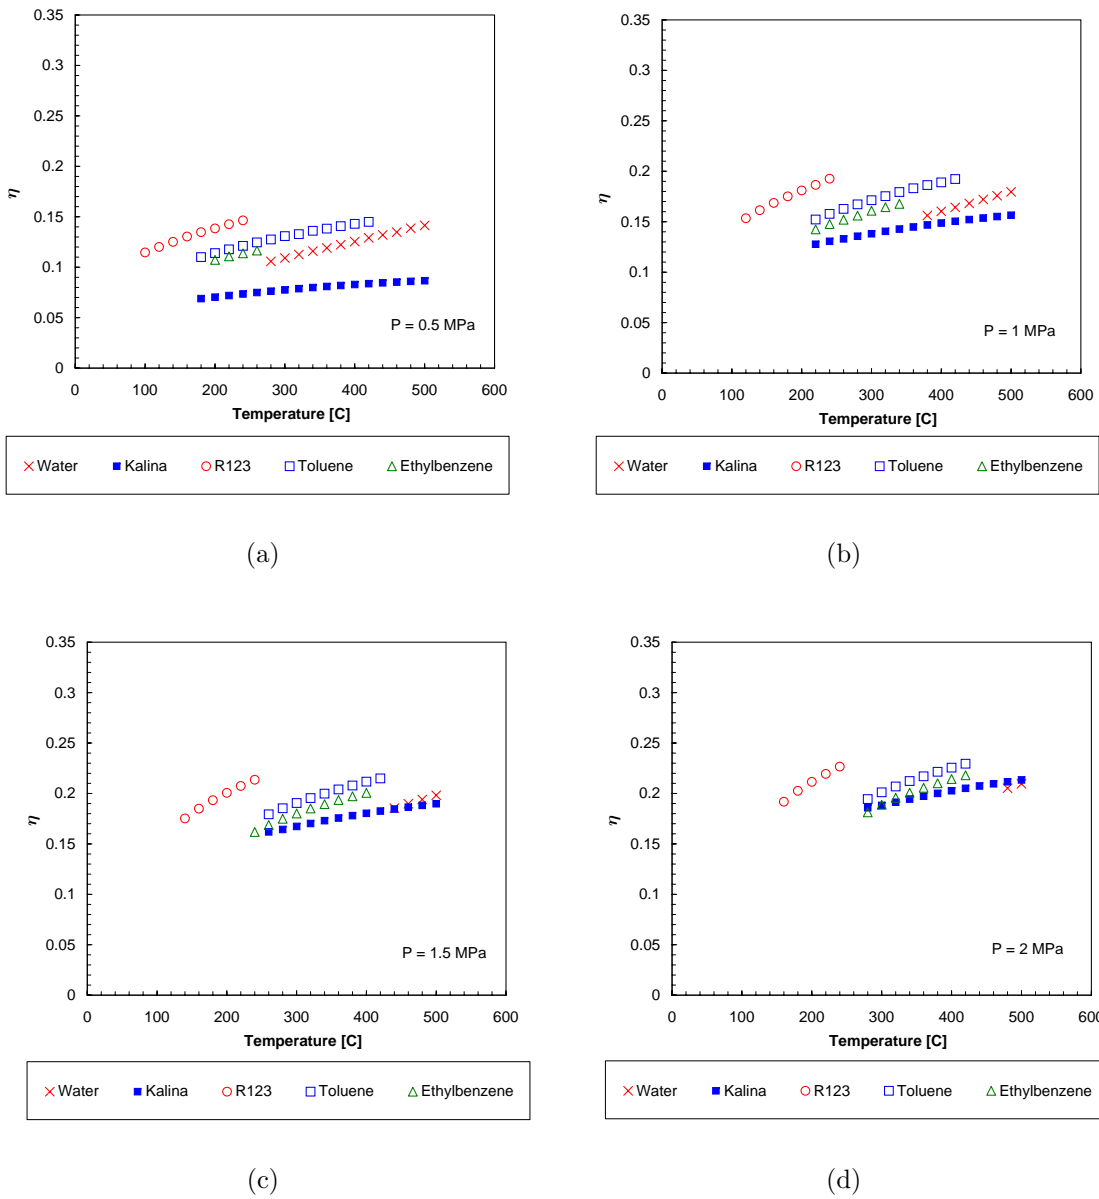 0.35
0.3
0.25
0.2
0.15
0.1
0.05
0
η
P = 0.5 MPa
0 100 200 300 400 500 600
Temperature [C]
Water Kalina R123 Toluene Ethylbenzene
(a)
0.35
0.3
0.25
0.2
0.15
0.1
0.05
0
η
P = 1 MPa
0 100 200 300 400 500 600
Temperature [C]
Water Kalina R123 Toluene Ethylbenzene
(b)
0.35
0.3
0.25
0.2
0.15
0.1
0.05
0
η
P = 1.5 MPa
0 100 200 300 400 500 600
Temperature [C]
Water Kalina R123 Toluene Ethylbenzene
(c)
0.35
0.3
0.25
0.2
0.15
0.1
0.05
0
η
P = 2 MPa
0 100 200 300 400 500 600
Temperature [C]
Water Kalina R123 Toluene Ethylbenzene
(d)